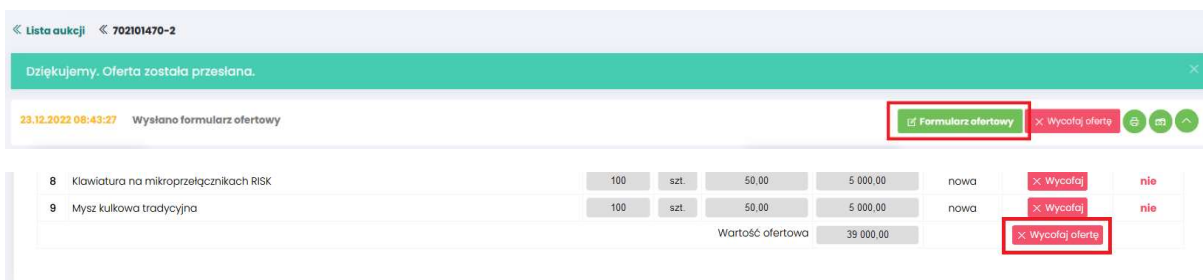 « Lista aukcji « 702101470-2
Dziękujemy. Oferta została przesłana. ×
23.12.2022 08:43:27 Wysłano formularz ofertowy Formularz ofertowy × Wycofaj ofertę
8 Klawiatura na mikroprzełącznikach RISK 100 szt. 50,00 5 000,00 nowa × Wycofaj nie
9 Mysz kulkowa tradycyjna 100 szt. 50,00 5 000,00 nowa × Wycofaj nie
Wartość ofertowa 39 000,00 × Wycofaj ofertę